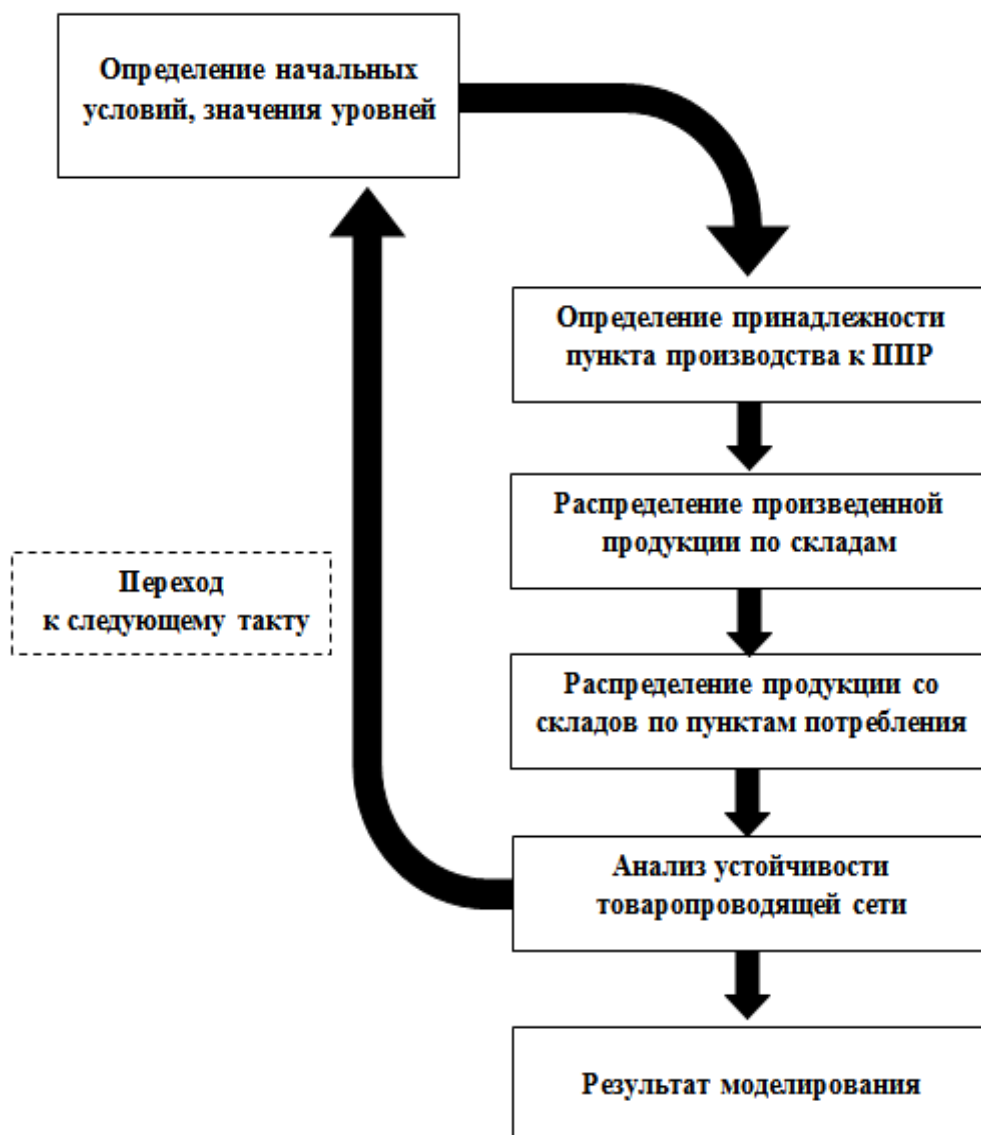 Определение начальных
условий, значения уровней
Определение принадлежности
пункта производства к ППР
Распределение произведенной
продукции по складам
Переход
к следующему такту
Распределение продукции со
складов по пунктам потребления
Анализ устойчивости
товаропроводящей сети
Результат моделирования